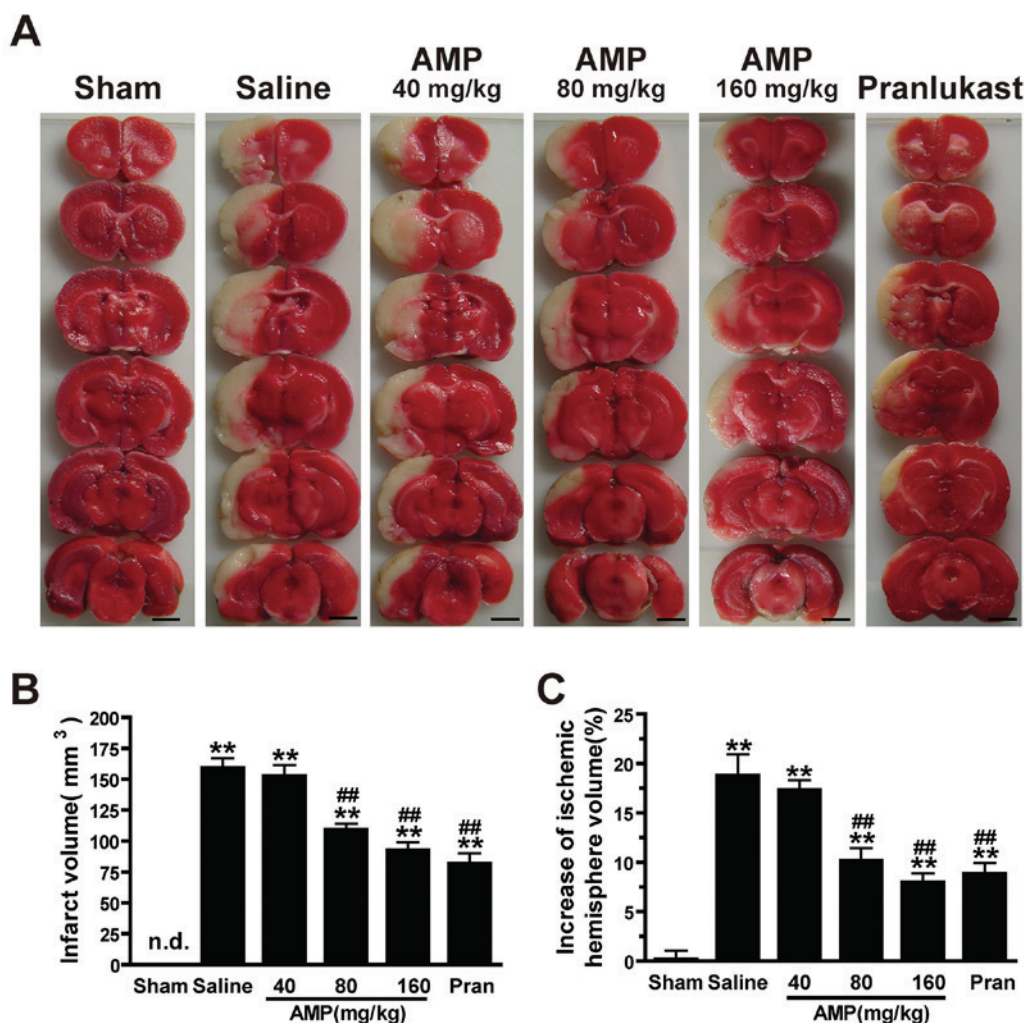 A
Sham
Saline
AMP
40 mg/kg
AMP
80 mg/kg
AMP
160 mg/kg
Pranlukast
B
Infarct volume( mm³ )
200
175
150
125
100
75
50
25
0
n.d.
**
**
##
**
##
**
##
**
Sham Saline 40 80 160 Pran
AMP(mg/kg)
C
Increase of ischemic
hemisphere volume(%)
25
20
15
10
5
0
**
**
##
**
##
**
##
**
Sham Saline 40 80 160 Pran
AMP(mg/kg)